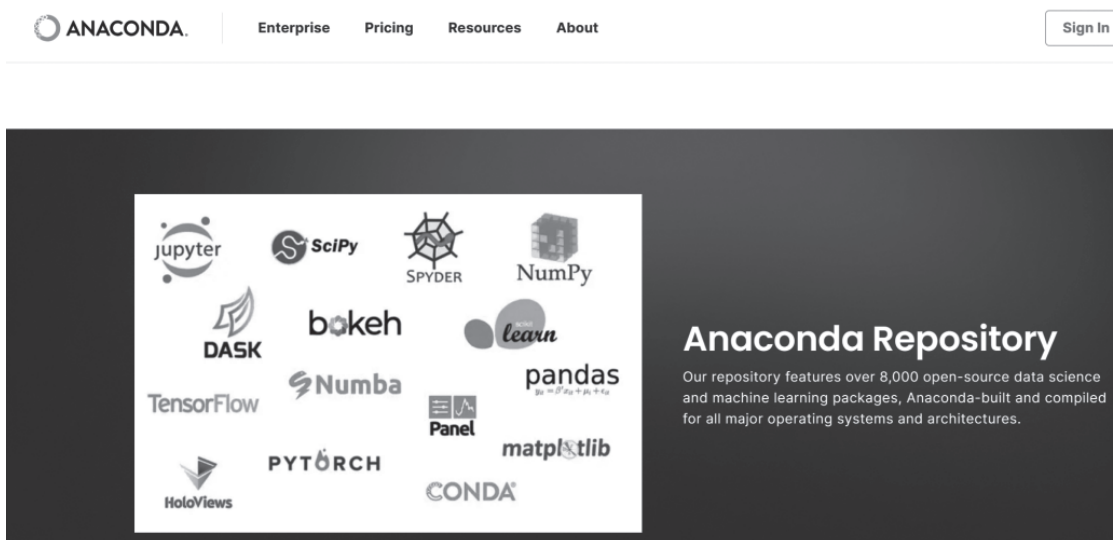 ANACONDA.
Enterprise Pricing Resources About
Sign In
jupyter
SciPy
SPYDER
NumPy
DASK
bokeh
scikit
learn
TensorFlow
Numba
Panel
pandas
matplotlib
HoloViews
PYTORCH
CONDA
Anaconda Repository
Our repository features over 8,000 open-source data science
and machine learning packages, Anaconda-built and compiled
for all major operating systems and architectures.